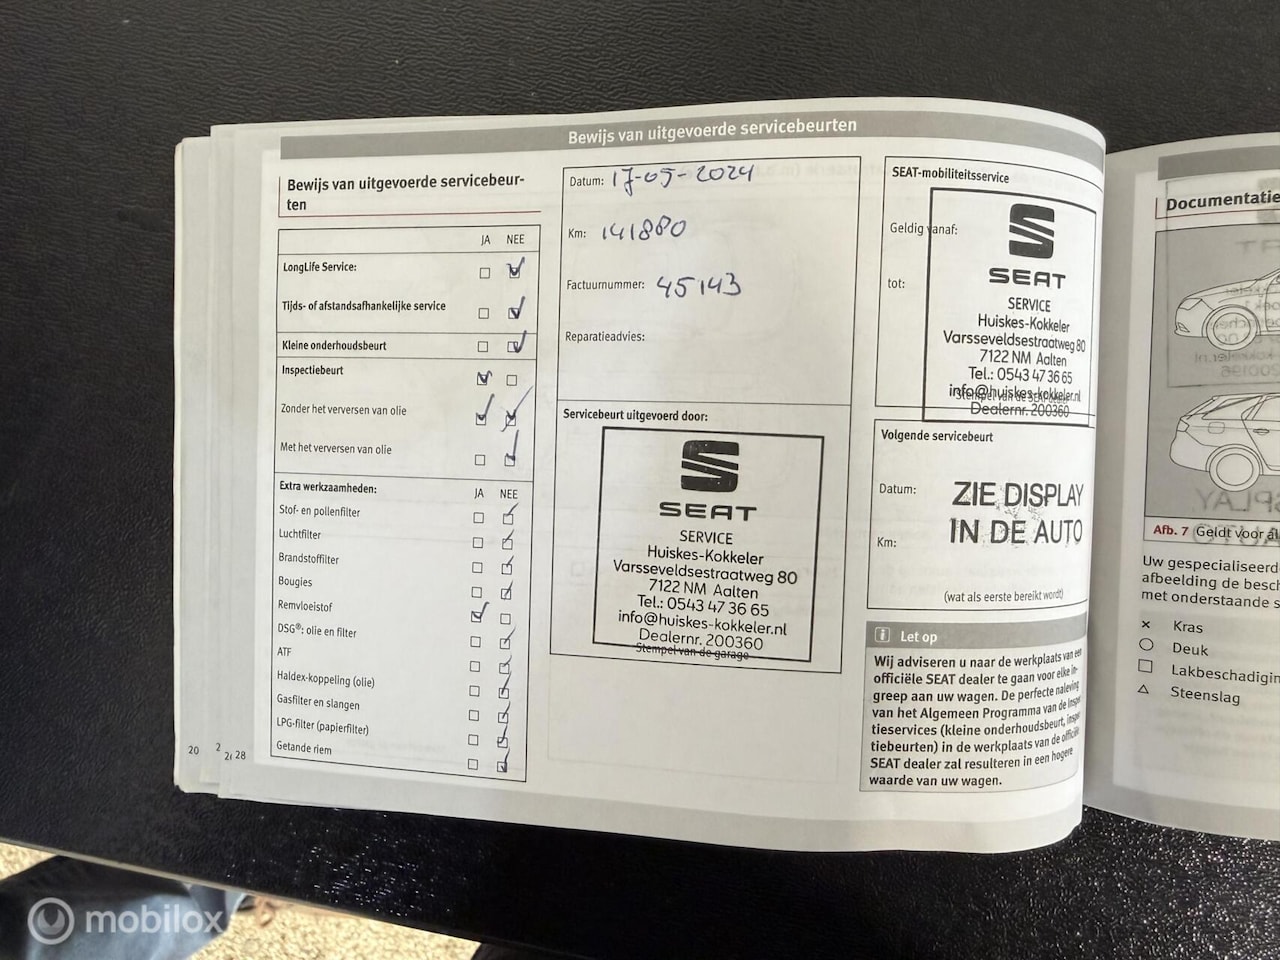 Bewijs van uitgevoerde servicebeurten
Bewijs van uitgevoerde servicebeur-
ten
JA NEE
LongLife Service:
Tijds- of afstandsafhankelijke service
Kleine onderhoudsbeurt
Inspectiebeurt
Zonder het verversen van olie
Met het verversen van olie
Extra werkzaamheden: JA NEE
Stof- en pollenfilter
Luchtfilter
Brandstoffilter
Bougies
Remvloeistof
DSG®: olie en filter
ATF
Haldex-koppeling (olie)
Gasfilter en slangen
LPG-filter (papierfilter)
Getande riem
20
28
Datum: 17-05-2024
Km: 141880
Factuurnummer: 45143
Reparatieadvies:
Servicebeurt uitgevoerd door:
SEAT
SERVICE
Huiskes-Kokkeler
Varsseveldsestraatweg 80
7122 NM Aalten
Tel.: 0543 47 36 65
info@huiskes-kokkeler.nl
Dealernr. 200360
Stempel van de garage
SEAT-mobiliteitsservice
Geldig vanaf:
tot:
SEAT
SERVICE
Huiskes-Kokkeler
Varsseveldsestraatweg 80
7122 NM Aalten
Tel.: 0543 47 36 65
info@huiskes-kokkeler.nl
Dealernr. 200360
Volgende servicebeurt
Datum: ZIE DISPLAY
Km: IN DE AUTO
(wat als eerste bereikt wordt)
i Let op
Wij adviseren u naar de werkplaats van een
officiële SEAT dealer te gaan voor elke in-
greep aan uw wagen. De perfecte naleving
van het Algemeen Programma van de Inspec-
tieservices (kleine onderhoudsbeurt, inspec-
tiebeurten) in de werkplaats van de officiële
SEAT dealer zal resulteren in een hogere
waarde van uw wagen.
Documentatie
Afb. 7 Geldt voor
Uw gespecialiseerd
afbeelding de
met onderstaande
Kras
Deuk
Lakbeschadigin
Steenslag
mobilox